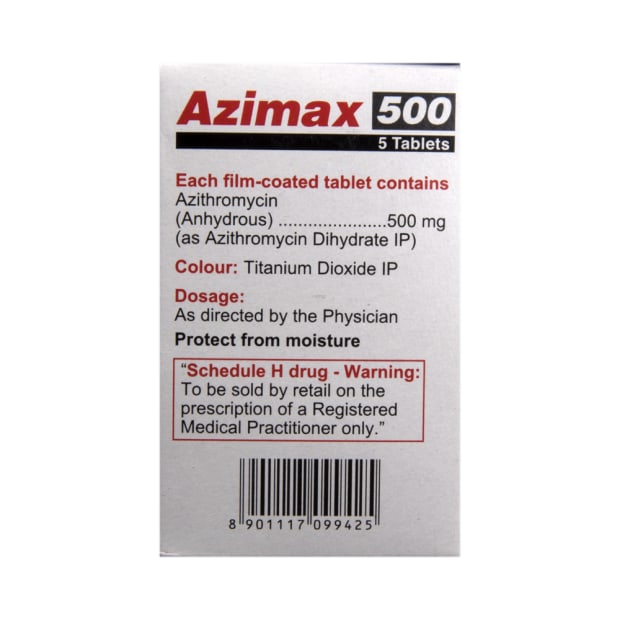 Azimax 500
5 Tablets
Each film-coated tablet contains
Azithromycin
(Anhydrous) ......................500 mg
(as Azithromycin Dihydrate IP)
Colour: Titanium Dioxide IP
Dosage:
As directed by the Physician
Protect from moisture
“Schedule H drug - Warning:
To be sold by retail on the
prescription of a Registered
Medical Practitioner only.”
8 901117 099425